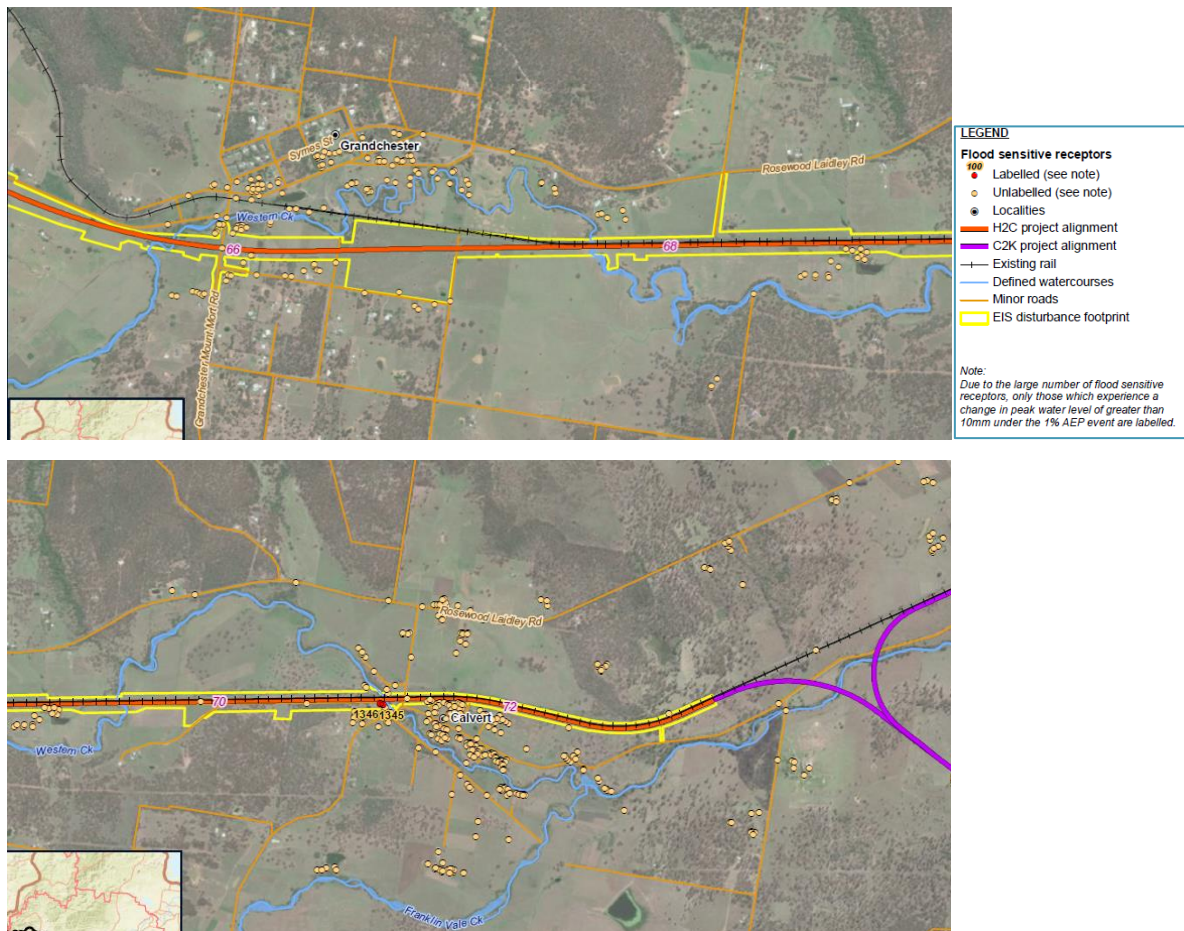 Symes St
Grandchester
Rosewood Laidley Rd
Western Ck
66
68
Grandchester Mount Mort Rd
LEGEND
Flood sensitive receptors
100
Labelled (see note)
Unlabelled (see note)
Localities
H2C project alignment
C2K project alignment
Existing rail
Defined watercourses
Minor roads
EIS disturbance footprint
Note:
Due to the large number of flood sensitive
receptors, only those which experience a
change in peak water level of greater than
10mm under the 1% AEP event are labelled.
Rosewood Laidley Rd
70
72
13461345
Calvert
Western Ck
Franklin Vale Ck